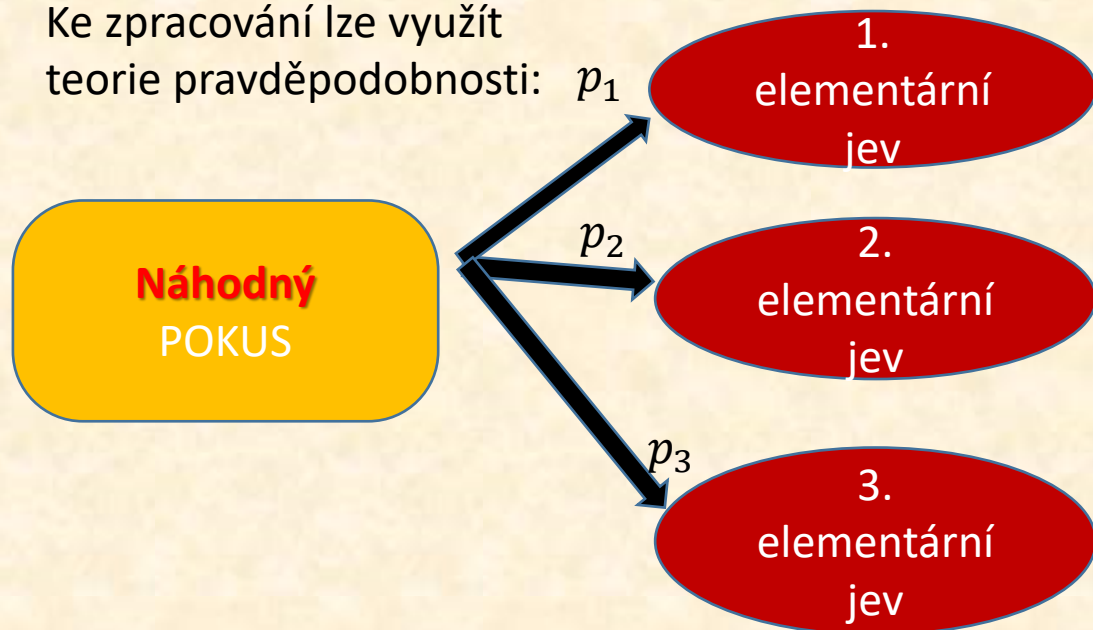 Ke zpracování lze využít
teorie pravděpodobnosti:
p₁
1.
elementární
jev
Náhodný
POKUS
p₂
2.
elementární
jev
p₃
3.
elementární
jev